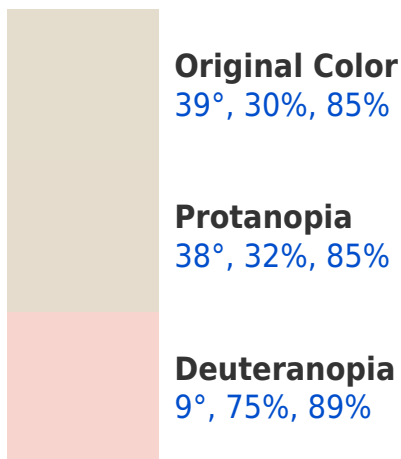 Original Color
39°, 30%, 85%
Protanopia
38°, 32%, 85%
Deuteranopia
9°, 75%, 89%